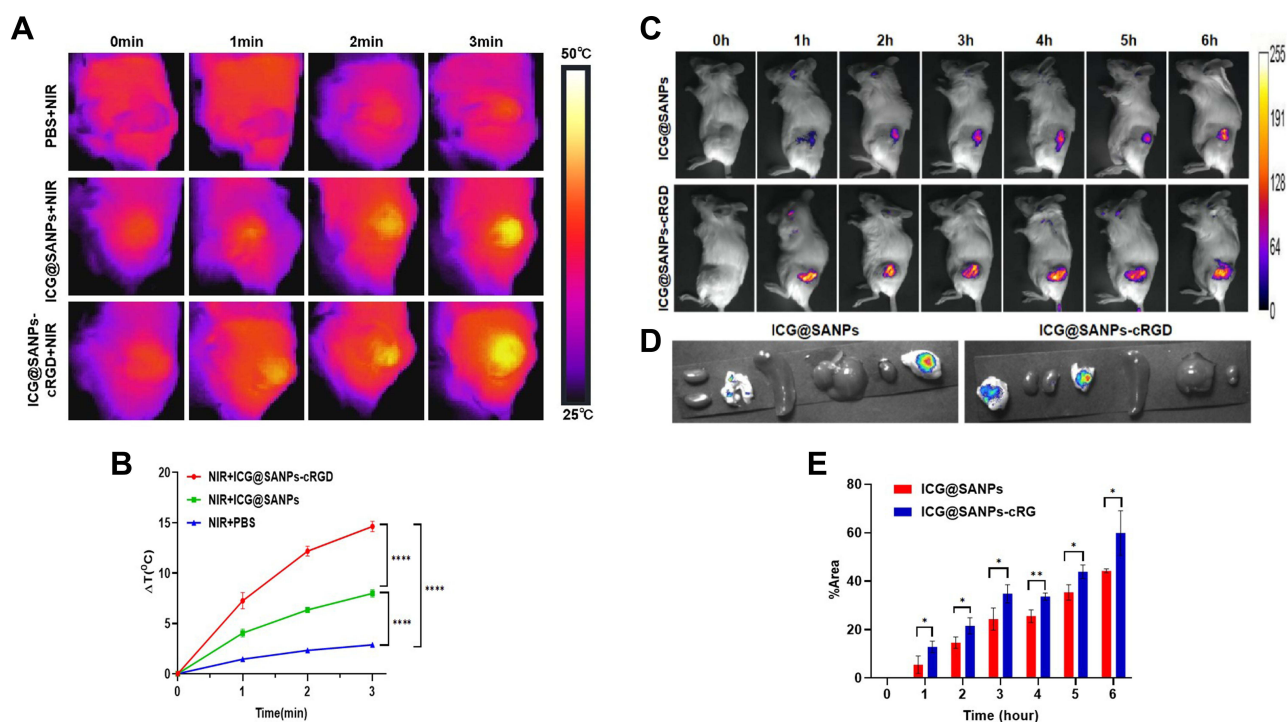 A
0min 1min 2min 3min
PBS+NIR
ICG@SANPs+NIR
ICG@SANPs-
cRGD+NIR
50℃
25℃
B
20
15
10
5
0
ΔT(⁰C)
NIR+ICG@SANPs-cRGD
NIR+ICG@SANPs
NIR+PBS
****
****
****
0 1 2 3
Time(min)
C
0h 1h 2h 3h 4h 5h 6h
ICG@SANPs
ICG@SANPs-cRGD
255
191
128
64
0
D
ICG@SANPs ICG@SANPs-cRGD
E
80
60
40
20
0
%Area
ICG@SANPs
ICG@SANPs-cRG
* * * ** * *
0 1 2 3 4 5 6
Time (hour)